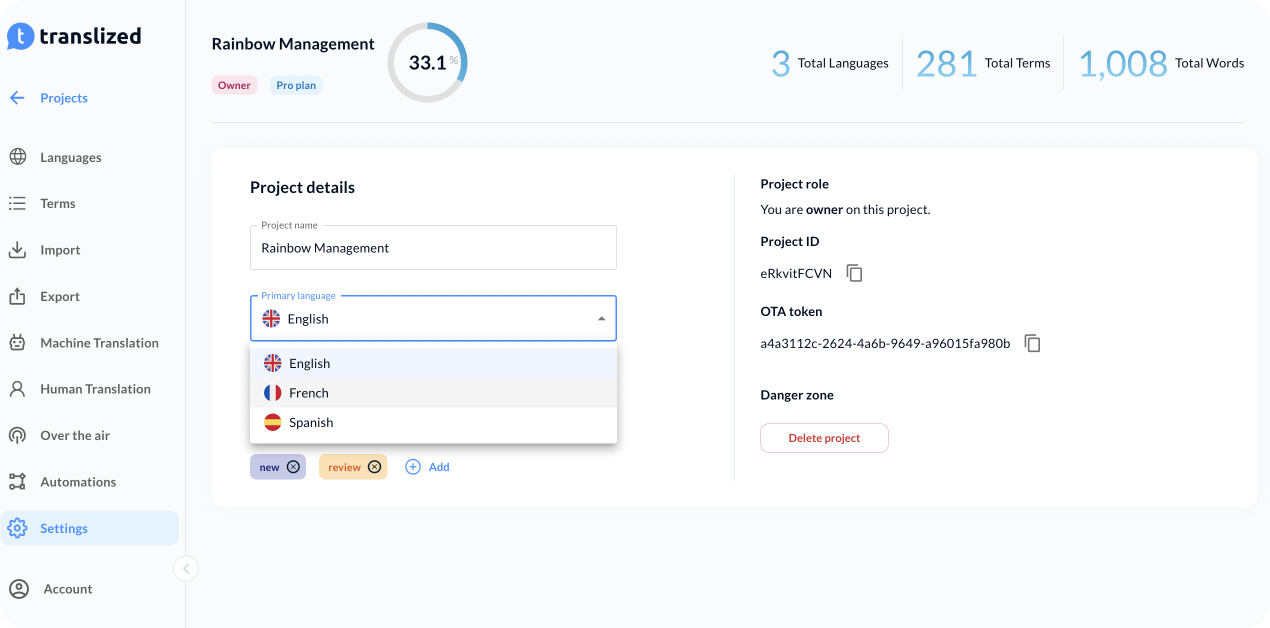 translized
Projects
Languages
Terms
Import
Export
Machine Translation
Human Translation
Over the air
Automations
Settings
Account
Rainbow Management
Owner
Pro plan
33.1 %
3 Total Languages
281 Total Terms
1,008 Total Words
Project details
Project name
Rainbow Management
Primary language
English
English
French
Spanish
new
review
Add
Project role
You are owner on this project.
Project ID
eRkvitFCVN
OTA token
a4a3112c-2624-4a6b-9649-a96015fa980b
Danger zone
Delete project